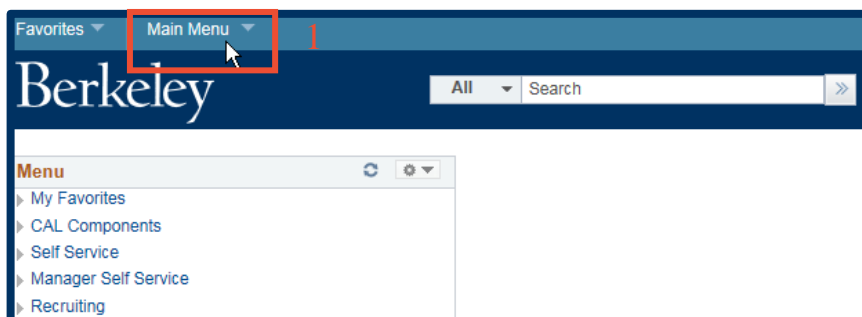 Favorites Main Menu 1
Berkeley
All Search
Menu
My Favorites
CAL Components
Self Service
Manager Self Service
Recruiting